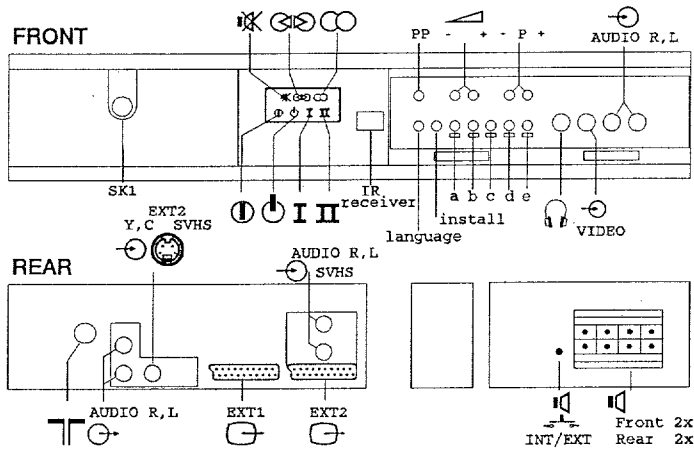 FRONT
PP - + - P + AUDIO R,L
I II
SK1
I II
IR
receiver
a b c d e
install
language
VIDEO
EXT2
Y,C SVHS
REAR
AUDIO R,L
SVHS
AUDIO R,L EXT1 EXT2
INT/EXT
Front 2x
Rear 2x